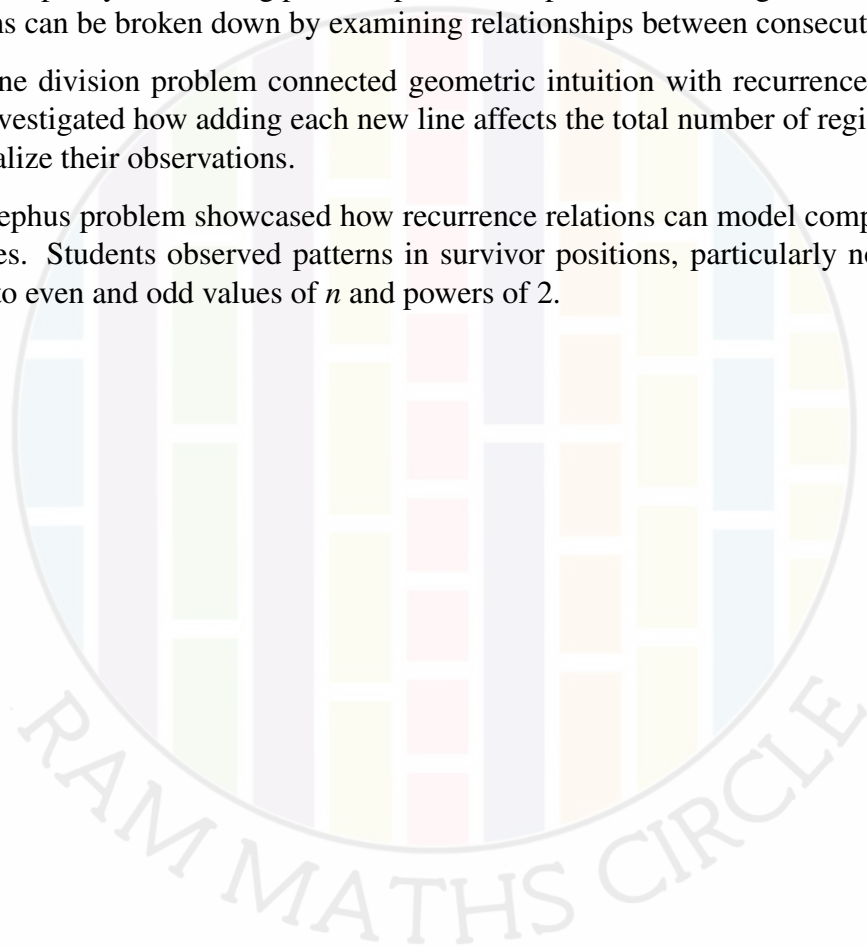 ns can be broken down by examining relationships between consecut
ne division problem connected geometric intuition with recurrence
vestigated how adding each new line affects the total number of regi
alize their observations.
ephus problem showcased how recurrence relations can model comp
es. Students observed patterns in survivor positions, particularly no
to even and odd values of n and powers of 2.
RAM MATHS CIRCLE